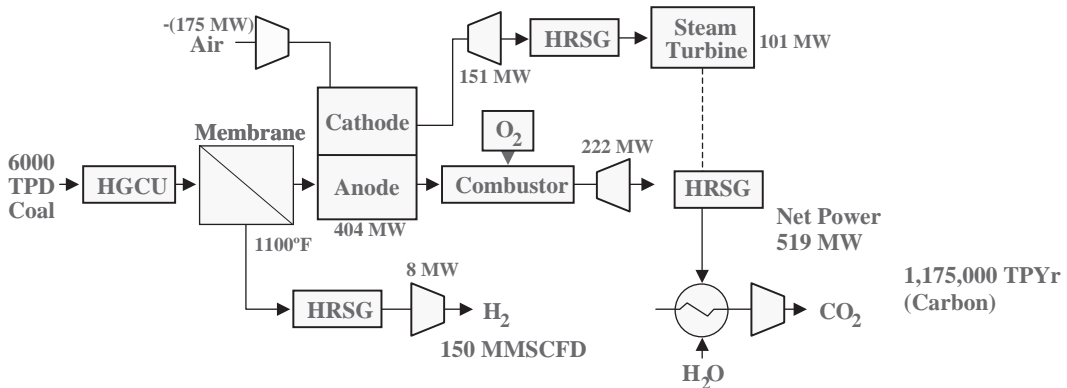 -(175 MW)
Air
151 MW
HRSG
Steam
Turbine
101 MW
Membrane
Cathode
O₂
222 MW
6000
TPD
Coal
HGCU
Anode
404 MW
Combustor
HRSG
Net Power
519 MW
1100ºF
8 MW
HRSG
H₂
150 MMSCFD
CO₂
1,175,000 TPYr
(Carbon)
H₂O